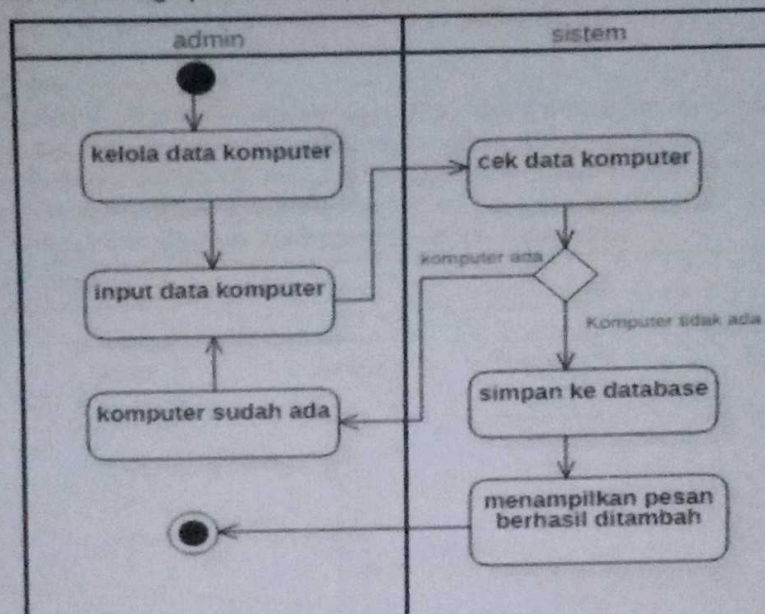 admin
sistem
kelola data komputer
cek data komputer
komputer ada
input data komputer
Komputer tidak ada
simpan ke database
komputer sudah ada
menampilkan pesan
berhasil ditambah